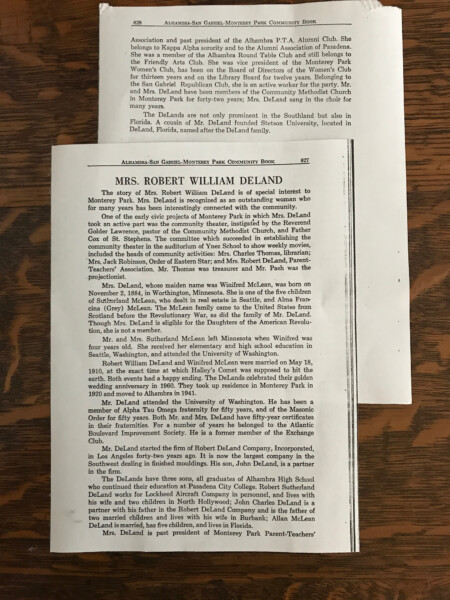 828 ALHAMBRA-SAN GABRIEL-MONTEREY PARK COMMUNITY BOOK
Association and past president of the Alhambra P.T.A. Alumni Club. She
belongs to Kappa Alpha sorority and to the Alumni Association of Pasadena.
She was a member of the Alhambra Round Table Club and still belongs to
the Friendly Arts Club. She was vice president of the Monterey Park
Women's Club, has been on the Board of Directors of the Women's Club
for thirteen years and on the Library Board for twelve years. Belonging to
the San Gabriel Republican Club, she is an active worker for the party. Mr.
and Mrs. DeLand have been members of the Community Methodist Church
in Monterey Park for forty-two years; Mrs. DeLand sang in the choir for
many years.
The DeLands are not only prominent in the Southland but also in
Florida. A cousin of Mr. DeLand founded Stetson University, located in
DeLand, Florida, named after the DeLand family.
ALHAMBRA-SAN GABRIEL-MONTEREY PARK COMMUNITY BOOK 827
MRS. ROBERT WILLIAM DELAND
The story of Mrs. Robert William DeLand is of special interest to
Monterey Park. Mrs. DeLand is recognized as an outstanding woman who
for many years has been interestingly connected with the community.
One of the early civic projects of Monterey Park in which Mrs. DeLand
took an active part was the community theater, instigated by the Reverend
Golder Lawrence, pastor of the Community Methodist Church, and Father
Cox of St. Stephens. The committee which succeeded in establishing the
community theater in the auditorium of Ynez School to show weekly movies,
included the heads of community activities: Mrs. Charles Thomas, librarian;
Mrs. Jack Robinson, Order of Eastern Star; and Mrs. Robert DeLand, Parent-
Teachers' Association. Mr. Thomas was treasurer and Mr. Pash was the
projectionist.
Mrs. DeLand, whose maiden name was Winifred McLean, was born on
November 2, 1884, in Worthington, Minnesota. She is one of the five children
of Sutherland McLean, who dealt in real estate in Seattle, and Alma Fran-
cina (Grey) McLean. The McLean family came to the United States from
Scotland before the Revolutionary War, as did the family of Mr. DeLand.
Though Mrs. DeLand is eligible for the Daughters of the American Revolu-
tion, she is not a member.
Mr. and Mrs. Sutherland McLean left Minnesota when Winifred was
four years old. She received her elementary and high school education in
Seattle, Washington, and attended the University of Washington.
Robert William DeLand and Winifred McLean were married on May 18,
1910, at the exact time at which Halley's Comet was supposed to hit the
earth. Both events had a happy ending. The DeLands celebrated their golden
wedding anniversary in 1960. They took up residence in Monterey Park in
1920 and moved to Alhambra in 1941.
Mr. DeLand attended the University of Washington. He has been a
member of Alpha Tau Omega fraternity for fifty years, and of the Masonic
Order for fifty years. Both Mr. and Mrs. DeLand have fifty-year certificates
in their fraternities. For a number of years he belonged to the Atlantic
Boulevard Improvement Society. He is a former member of the Exchange
Club.
Mr. DeLand started the firm of Robert DeLand Company, Incorporated,
in Los Angeles forty-two years ago. It is now the largest company in the
Southwest dealing in finished mouldings. His son, John DeLand, is a partner
in the firm.
The DeLands have three sons, all graduates of Alhambra High School
who continued their education at Pasadena City College. Robert Sutherland
DeLand works for Lockheed Aircraft Company in personnel, and lives with
his wife and two children in North Hollywood; John Charles DeLand is a
partner with his father in the Robert DeLand Company and is the father of
two married children and lives with his wife in Burbank; Allan McLean
DeLand is married, has five children, and lives in Florida.
Mrs. DeLand is past president of Monterey Park Parent-Teachers'